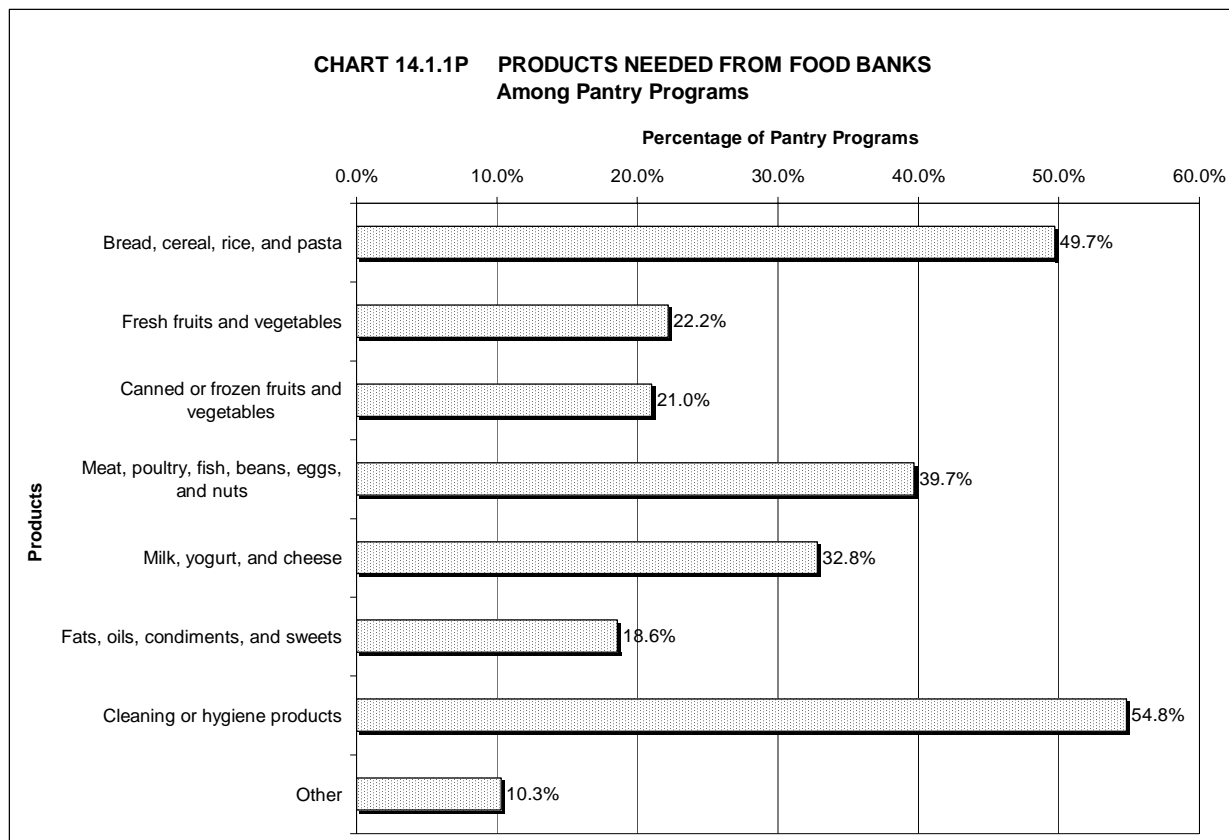 CHART 14.1.1P PRODUCTS NEEDED FROM FOOD BANKS
Among Pantry Programs
Percentage of Pantry Programs
0.0% 10.0% 20.0% 30.0% 40.0% 50.0% 60.0%
Products
Bread, cereal, rice, and pasta 49.7%
Fresh fruits and vegetables 22.2%
Canned or frozen fruits and
vegetables 21.0%
Meat, poultry, fish, beans, eggs,
and nuts 39.7%
Milk, yogurt, and cheese 32.8%
Fats, oils, condiments, and sweets 18.6%
Cleaning or hygiene products 54.8%
Other 10.3%